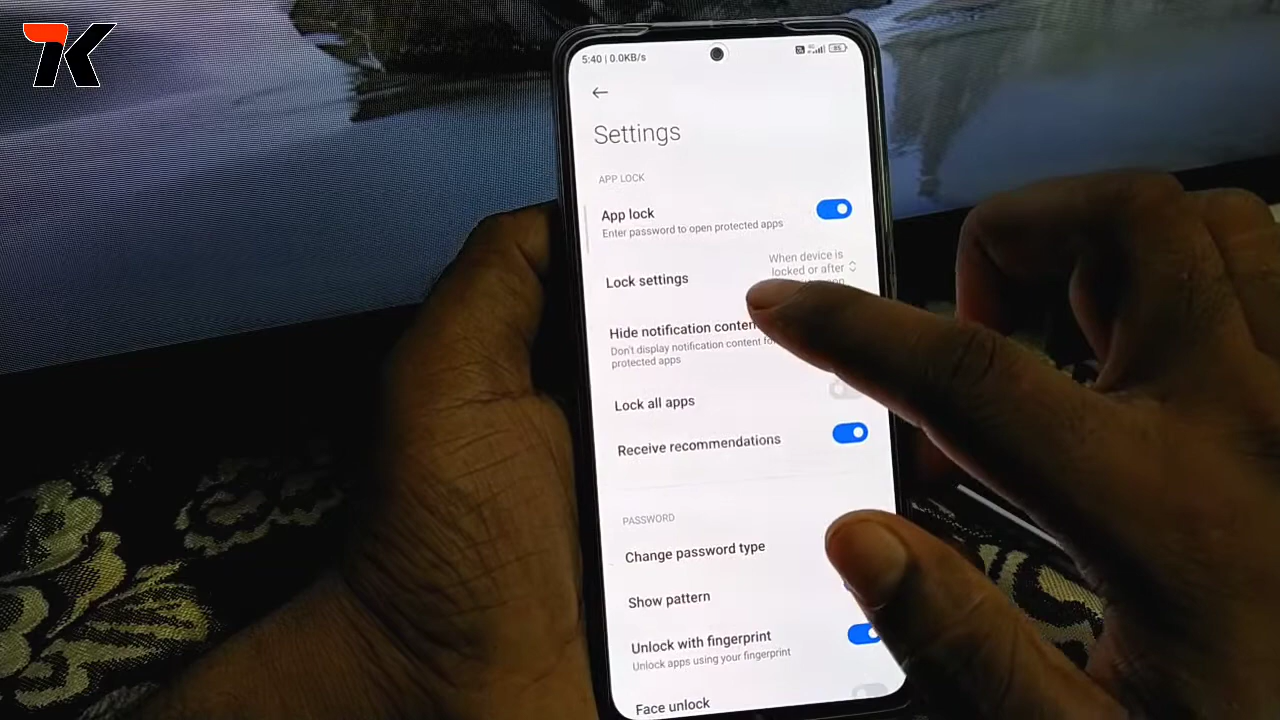 7K
5:40 | 0.0KB/s
85
Settings
APP LOCK
App lock
Enter password to open protected apps
When device is
Lock settings
locked or after
Hide notification
Don't display notification content
protected apps
Lock all apps
Receive recommendations
PASSWORD
Change password type
Show pattern
Unlock with fingerprint
Unlock apps using your fingerprint
Face unlock